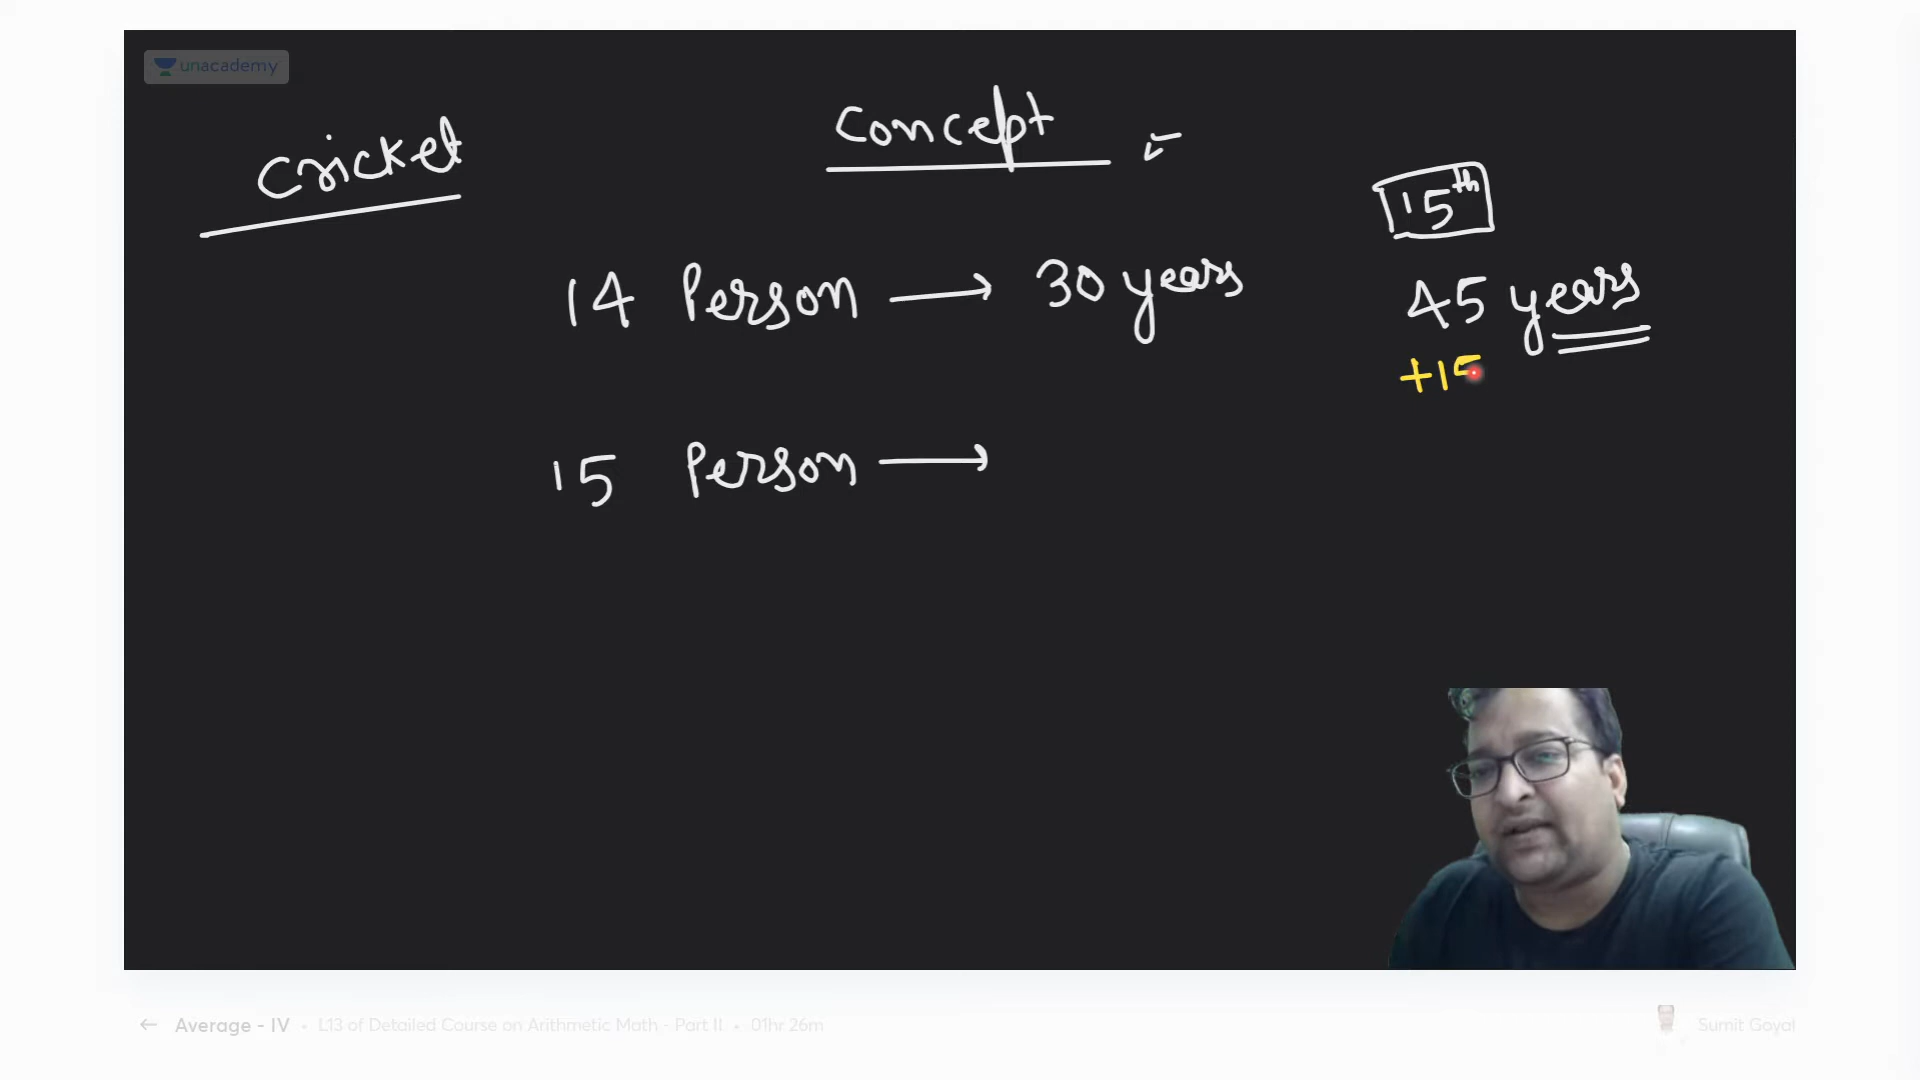 unacademy
Cricket
Concept
15th
14 Person → 30 years
45 years
+15
15 Person →
← Average - IV • L13 of Detailed Course on Arithmetic Math - Part II • 01hr 26m
Sumit Goyal